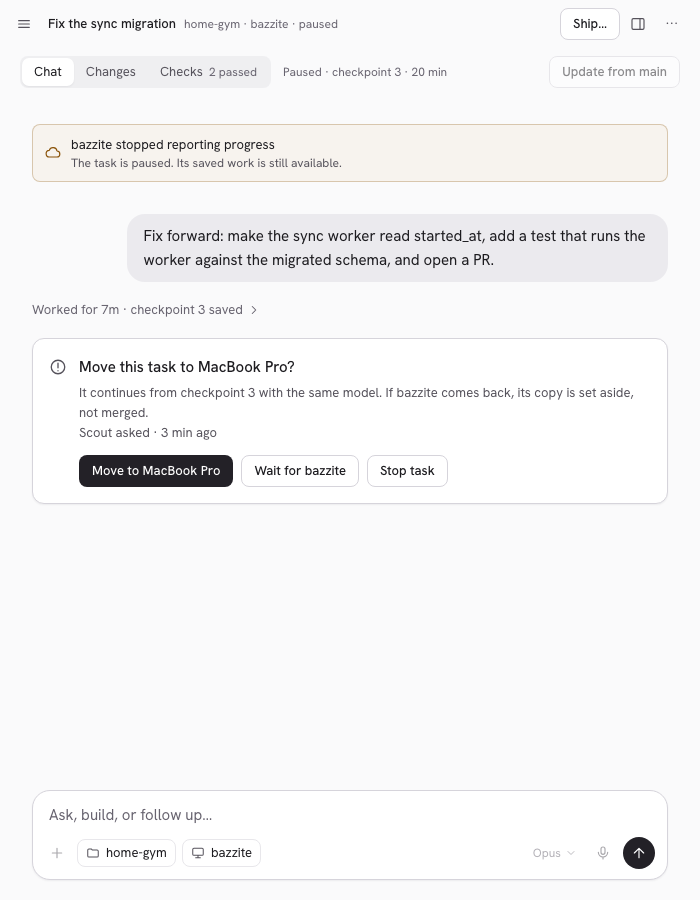 Fix the sync migration home-gym · bazzite · paused
Ship...
Chat
Changes
Checks 2 passed
Paused · checkpoint 3 · 20 min
Update from main
bazzite stopped reporting progress
The task is paused. Its saved work is still available.
Fix forward: make the sync worker read started_at, add a test that runs the
worker against the migrated schema, and open a PR.
Worked for 7m · checkpoint 3 saved
Move this task to MacBook Pro?
It continues from checkpoint 3 with the same model. If bazzite comes back, its copy is set aside,
not merged.
Scout asked · 3 min ago
Move to MacBook Pro
Wait for bazzite
Stop task
Ask, build, or follow up...
home-gym
bazzite
Opus